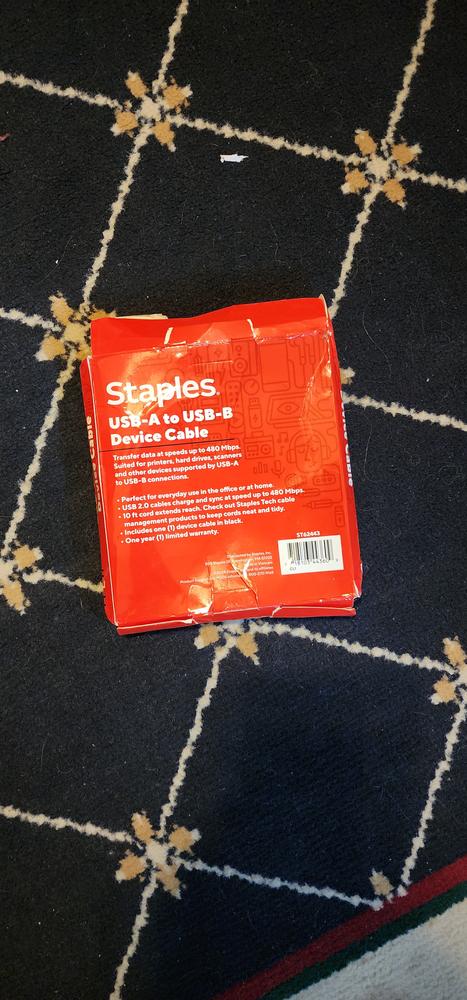 Staples
USB-A to USB-B
Device Cable
Transfer data at speeds up to 480 Mbps.
Suited for printers, hard drives, scanners
and other devices supported by USB-A
to USB-B connections.
• Perfect for everyday use in the office or at home.
• USB 2.0 cables charge and sync at speed up to 480 Mbps.
• 10 ft cord extends reach. Check out Staples Tech cable
management products to keep cords neat and tidy.
• Includes one (1) device cable in black.
• One year (1) limited warranty.
ST62443